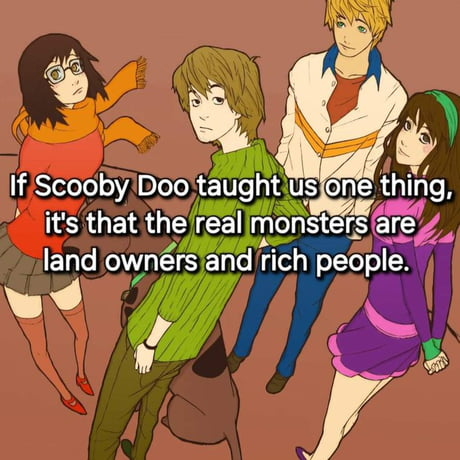 If Scooby Doo taught us one thing,
it's that the real monsters are
land owners and rich people.